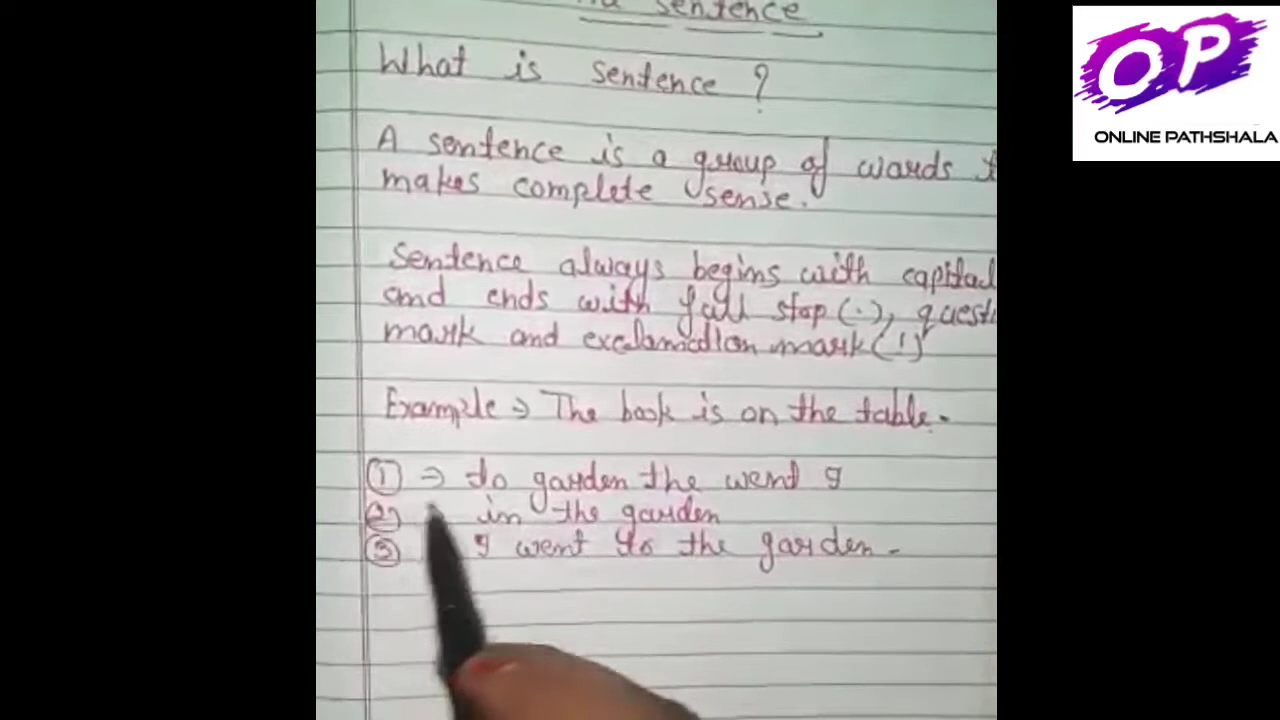 sentence
What is sentence ?
A sentence is a group of wards
makes complete sense.
Sentence always begins with capital
and ends with full stop (.), questi
mark and exclamation mark (!)
Example ⇒ The book is on the table.
① ⇒ to garden the went I
② in the garden
③ I went to the garden.
OP
ONLINE PATHSHALA